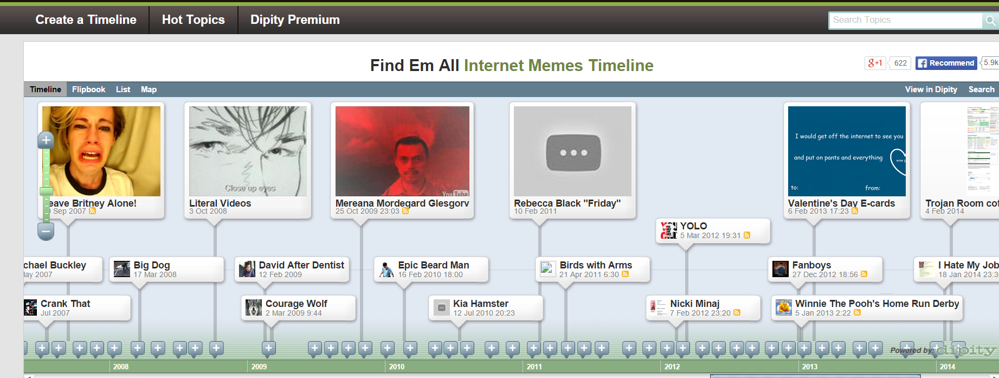 Create a Timeline
Hot Topics
Dipity Premium
Search Topics
Find Em All Internet Memes Timeline
g+1
622
Recommend
5.9k
Timeline
Flipbook
List
Map
View in Dipity
Search
eave Britney Alone!
Sep 2007
Close up eyes
Literal Videos
3 Oct 2008
You Tube
Mereana Mordegard Glesgorv
25 Oct 2009 23:03
Rebecca Black "Friday"
10 Feb 2011
I would get off the internet to see you
and put on pants and everything
wow
to:
from:
Valentine's Day E-cards
6 Feb 2013 17:23
Trojan Room cof
4 Feb 2014
YOLO
5 Mar 2012 19:31
chael Buckley
ay 2007
Big Dog
17 Mar 2008
David After Dentist
12 Feb 2009
Epic Beard Man
16 Feb 2010 18:00
Birds with Arms
21 Apr 2011 6:30
Fanboys
27 Dec 2012 18:56
I Hate My Job
18 Jan 2014 23:3
Crank That
Jul 2007
Courage Wolf
2 Mar 2009 9:44
Kia Hamster
12 Jul 2010 20:23
Nicki Minaj
7 Feb 2012 23:20
Winnie The Pooh's Home Run Derby
5 Jan 2013 2:22
Powered by: dipity
2008
2009
2010
2011
2012
2013
2014